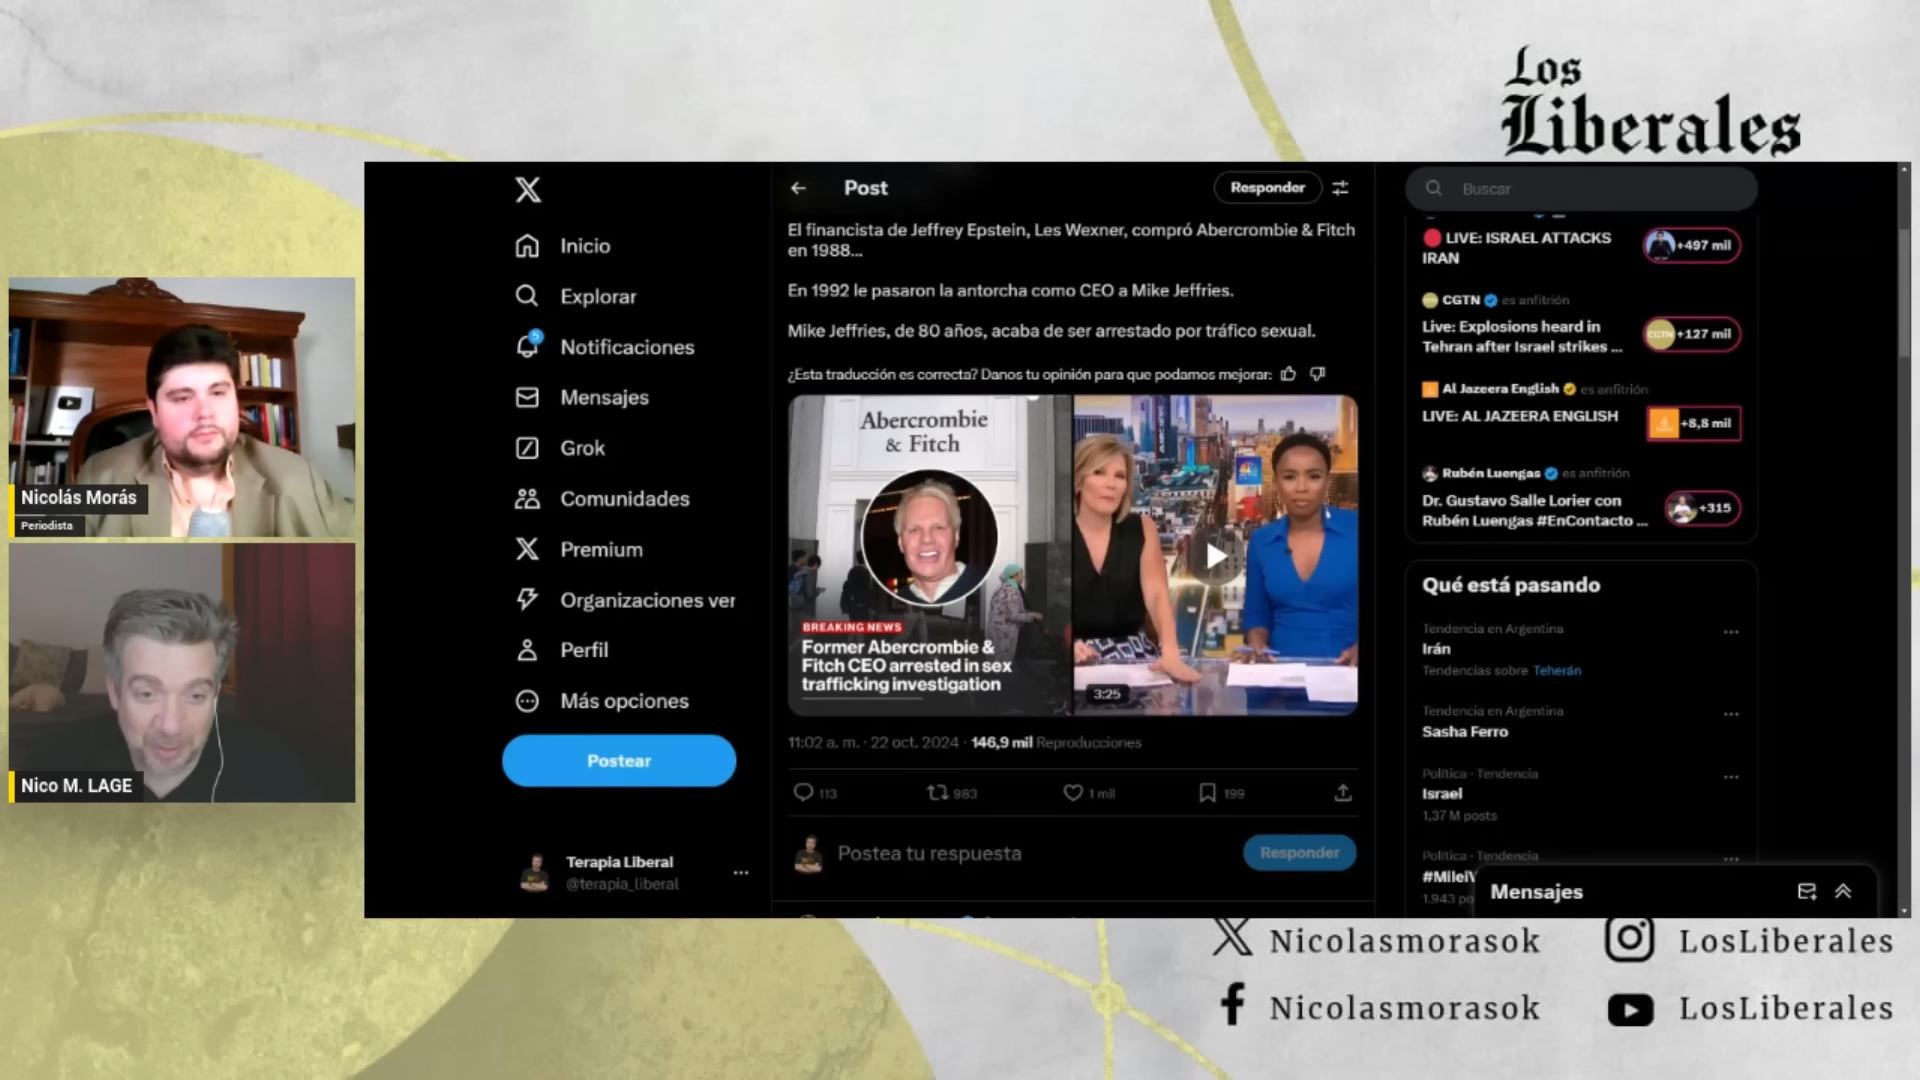 Los
Liberales
Nicolás Morás
Periodista
Nico M. LAGE
Inicio
Explorar
5
Notificaciones
Mensajes
Grok
Comunidades
Premium
Organizaciones ver
Perfil
Más opciones
Postear
Terapia Liberal
@terapia_liberal
Post
Responder
El financista de Jeffrey Epstein, Les Wexner, compró Abercrombie & Fitch
en 1988...
En 1992 le pasaron la antorcha como CEO a Mike Jeffries.
Mike Jeffries, de 80 años, acaba de ser arrestado por tráfico sexual.
¿Esta traducción es correcta? Danos tu opinión para que podamos mejorar:
Abercrombie
& Fitch
BREAKING NEWS
Former Abercrombie &
Fitch CEO arrested in sex
trafficking investigation
3:25
11:02 a. m. · 22 oct. 2024 · 146,9 mil Reproducciones
113
983
1 mil
199
Postea tu respuesta
Responder
Buscar
LIVE: ISRAEL ATTACKS
IRAN
+497 mil
CGTN es anfitrión
Live: Explosions heard in
Tehran after Israel strikes ...
CGTN
+127 mil
Al Jazeera English es anfitrión
LIVE: AL JAZEERA ENGLISH
+8,8 mil
Rubén Luengas es anfitrión
Dr. Gustavo Salle Lorier con
Rubén Luengas #EnContacto ...
+315
Qué está pasando
Tendencia en Argentina
Irán
Tendencias sobre Teherán
Tendencia en Argentina
Sasha Ferro
Política · Tendencia
Israel
1,37 M posts
Política · Tendencia
#MileiV
1.943 po
Mensajes
Nicolasmorasok
LosLiberales
Nicolasmorasok
LosLiberales